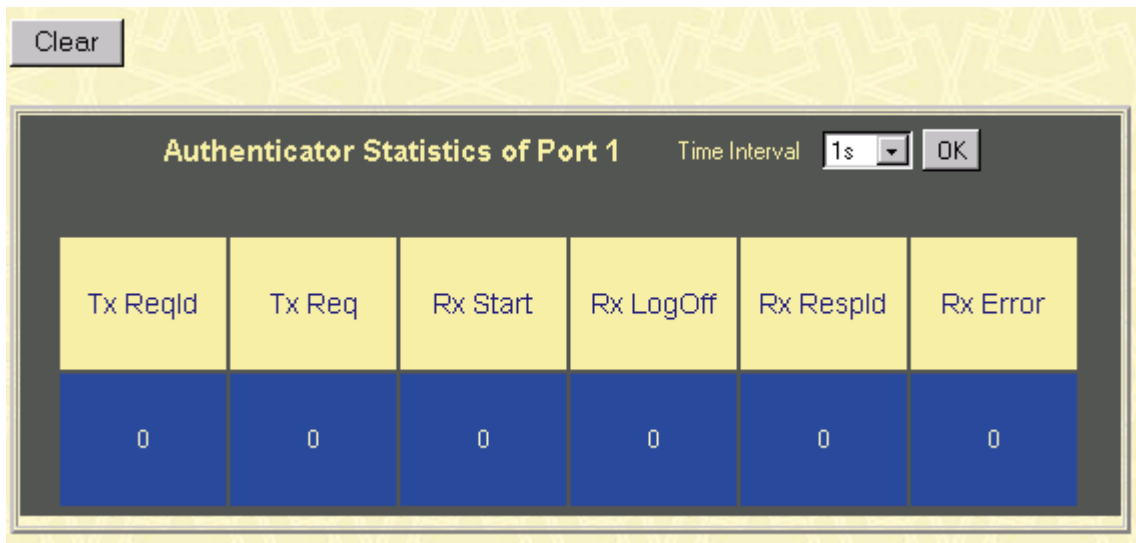 Clear
Authenticator Statistics of Port 1 Time Interval 1s OK
Tx ReqId Tx Req Rx Start Rx LogOff Rx RespId Rx Error
0 0 0 0 0 0